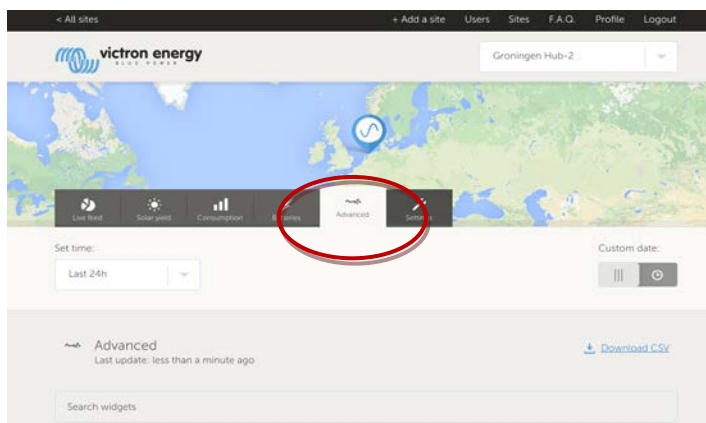 < All sites + Add a site Users Sites F.A.Q. Profile Logout
victron energy
BLUE POWER
Groningen Hub-2
Live feed Solar yield Consumption Batteries Advanced Settings
Set time: Custom date:
Last 24h
Advanced
Last update: less than a minute ago
Download CSV
Search widgets